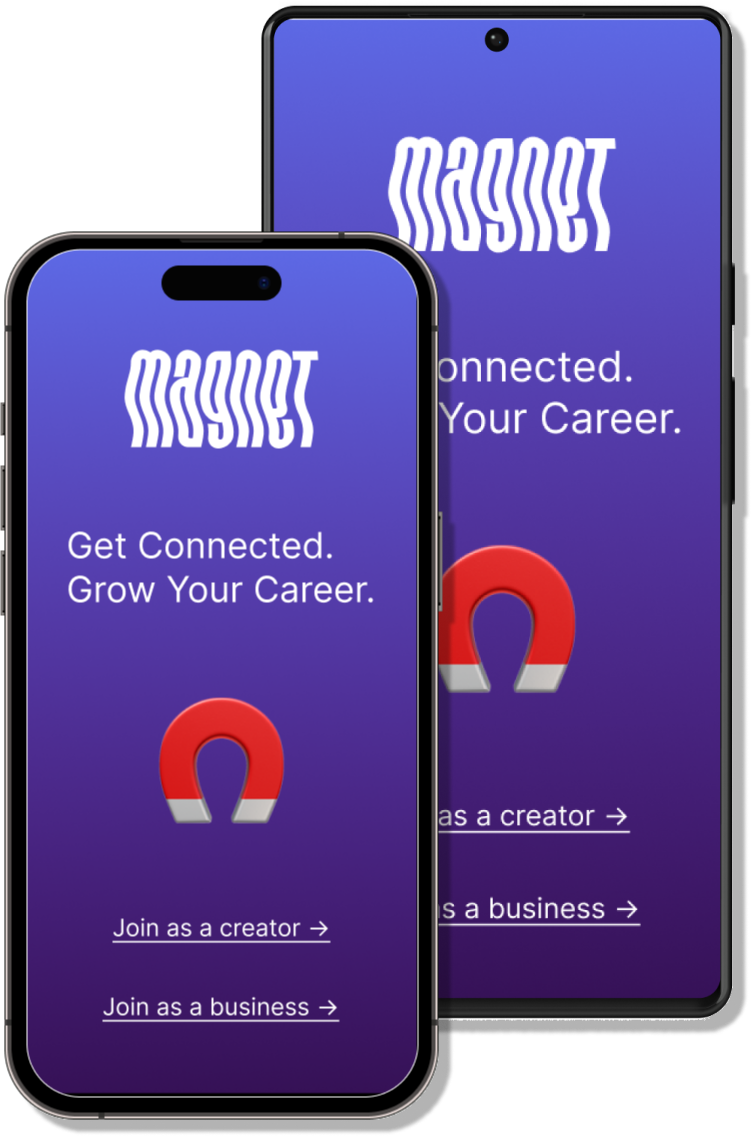 magnet
onnected.
Your Career.
as a creator →
s a business →
magnet
Get Connected.
Grow Your Career.
Join as a creator →
Join as a business →